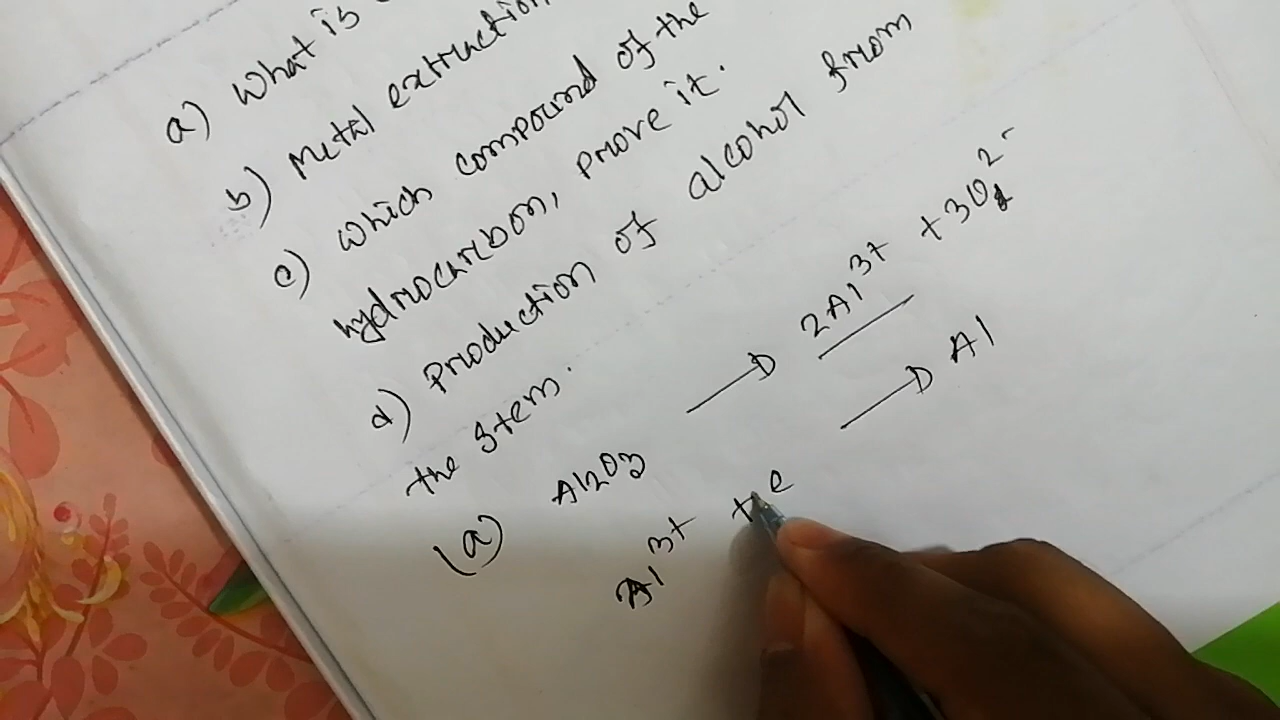 a) What is
b) Metal extraction
c) Which compound of the
hydrocarbon, prove it.
d) Production of alcohol from
the stem.
(a) Al2O3 → 2Al3+ + 3O2-
Al3+ + e → Al